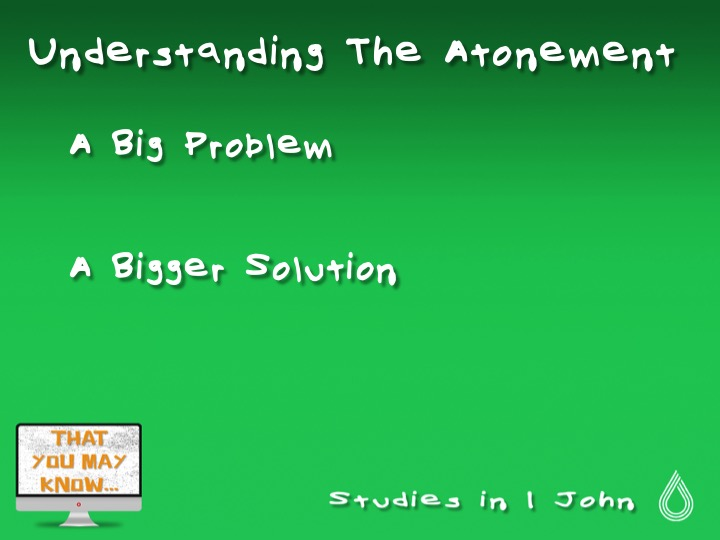 Understanding The Atonement
A Big Problem
A Bigger Solution
THAT
YOU MAY
KNOW...
Studies in 1 John